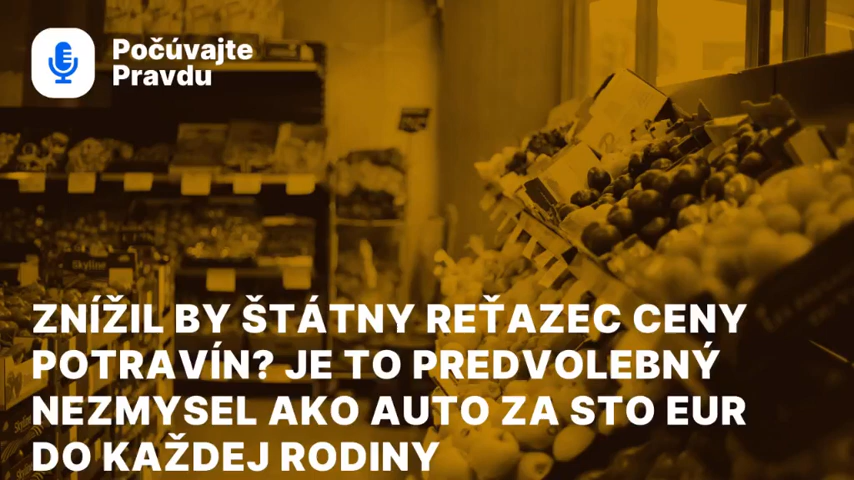 Počúvajte
Pravdu
Skyline
ZNÍŽIL BY ŠTÁTNY REŤAZEC CENY
POTRAVÍN? JE TO PREDVOLEBNÝ
NEZMYSEL AKO AUTO ZA STO EUR
DO KAŽDEJ RODINY